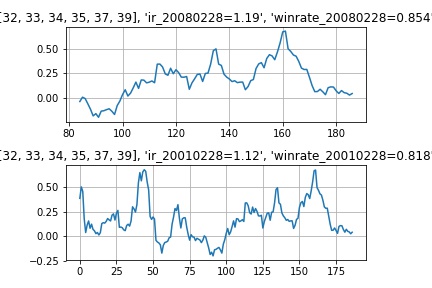 [32, 33, 34, 35, 37, 39], 'ir_20080228=1.19', 'winrate_20080228=0.854'
0.50
0.25
0.00
80 100 120 140 160 180
[32, 33, 34, 35, 37, 39], 'ir_20010228=1.12', 'winrate_20010228=0.818'
0.50
0.25
0.00
−0.25
0 25 50 75 100 125 150 175